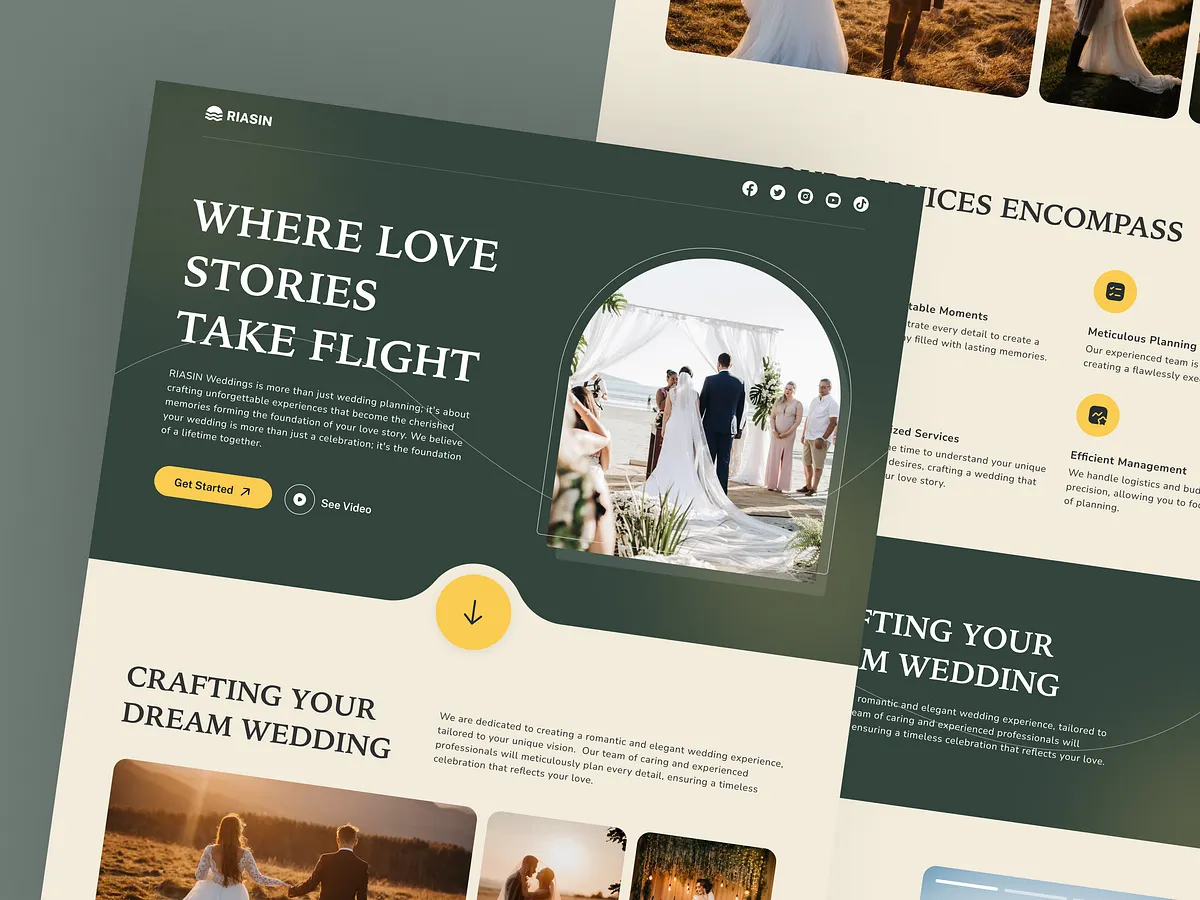 RIASIN
WHERE LOVE
STORIES
TAKE FLIGHT
RIASIN Weddings is more than just wedding planning; it's about
crafting unforgettable experiences that become the cherished
memories forming the foundation of your love story. We believe
your wedding is more than just a celebration; it's the foundation
of a lifetime together.
Get Started
See Video
CRAFTING YOUR
DREAM WEDDING
We are dedicated to creating a romantic and elegant wedding experience,
tailored to your unique vision. Our team of caring and experienced
professionals will meticulously plan every detail, ensuring a timeless
celebration that reflects your love.
ICES ENCOMPASS
table Moments
trate every detail to create a
y filled with lasting memories.
Meticulous Planning
Our experienced team is
creating a flawlessly exe
zed Services
e time to understand your unique
desires, crafting a wedding that
ur love story.
Efficient Management
We handle logistics and bud
precision, allowing you to fo
of planning.
FTING YOUR
M WEDDING
romantic and elegant wedding experience, tailored to
eam of caring and experienced professionals will
ensuring a timeless celebration that reflects your love.